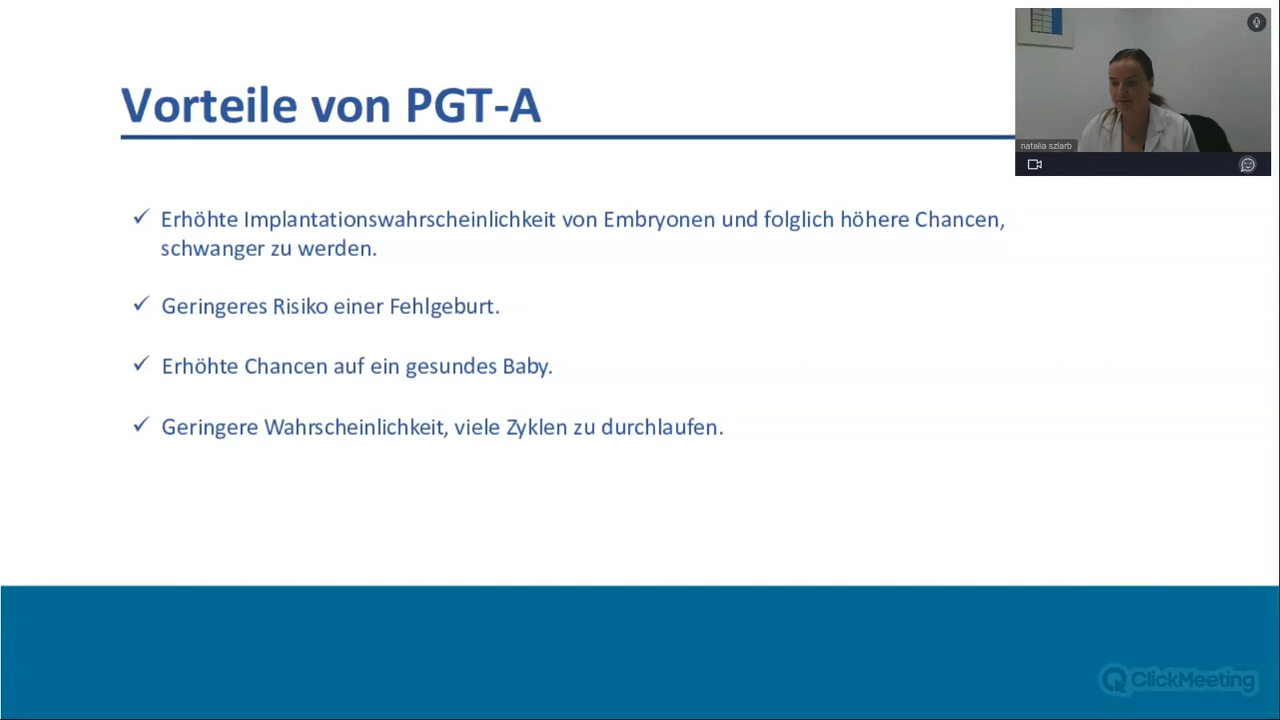 Vorteile von PGT-A
natalia szlarb
✓ Erhöhte Implantationswahrscheinlichkeit von Embryonen und folglich höhere Chancen,
schwanger zu werden.
✓ Geringeres Risiko einer Fehlgeburt.
✓ Erhöhte Chancen auf ein gesundes Baby.
✓ Geringere Wahrscheinlichkeit, viele Zyklen zu durchlaufen.
ClickMeeting